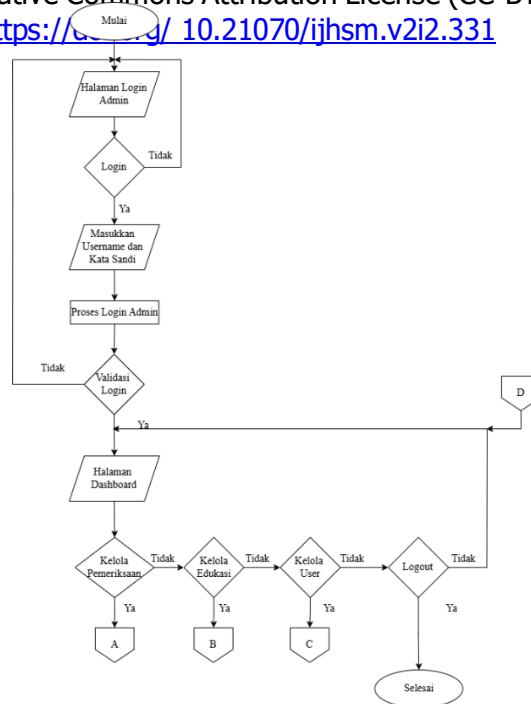 ative Commons Attribution License (CC B
Mulai
10.21070/ijhsm.v2i2.331
Halaman Login
Admin
Login
Tidak
Ya
Masukkan
Username dan
Kata Sandi
Proses Login Admin
Tidak
Validasi
Login
D
Ya
Halaman
Dashboard
Kelola
Pemeriksaan
Tidak
Kelola
Edukasi
Tidak
Kelola
User
Tidak
Logout
Tidak
Ya
Ya
Ya
Ya
A
B
C
Selesai